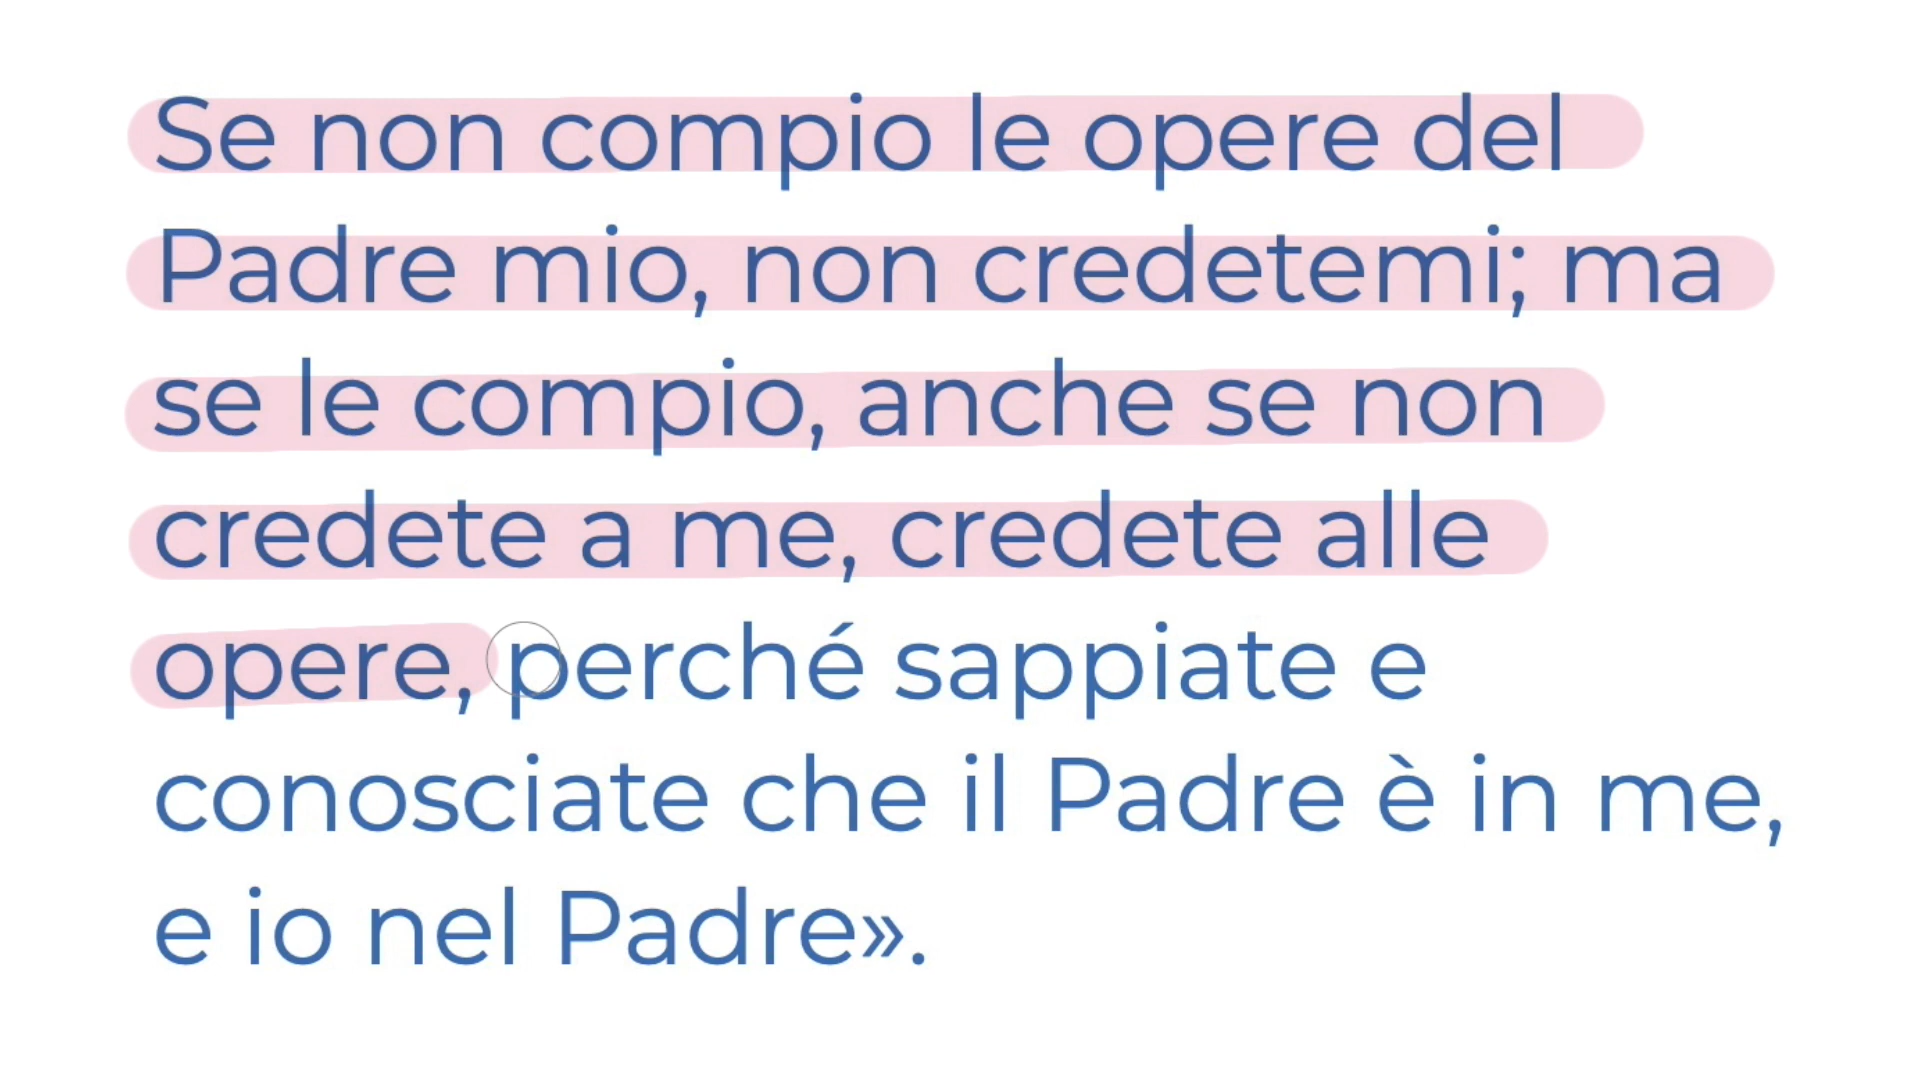 Se non compio le opere del
Padre mio, non credetemi; ma
se le compio, anche se non
credete a me, credete alle
opere, perché sappiate e
conosciate che il Padre è in me,
e io nel Padre».